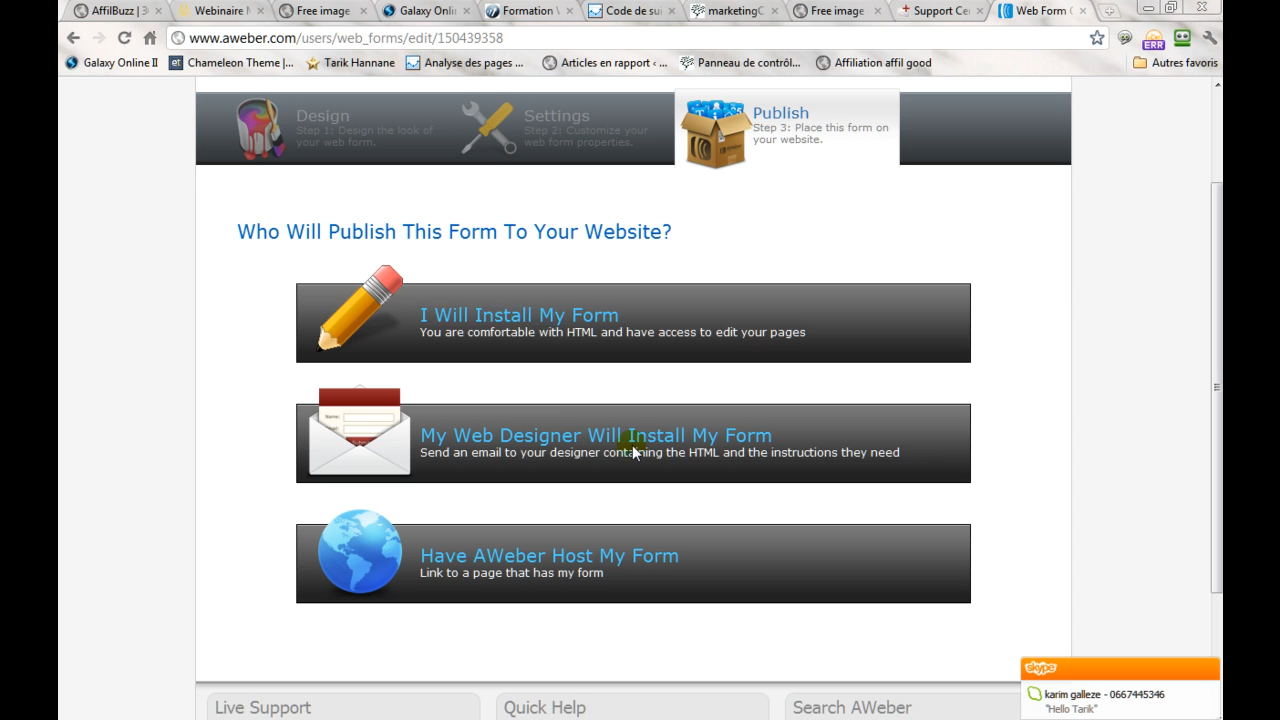 AffilBuzz | 30
Webinaire M
Free image
Galaxy Onli
Formation V
Code de sui
marketingC
Free image
Support Cen
Web Form G
www.aweber.com/users/web_forms/edit/150439358
ERR
Galaxy Online II
Chameleon Theme |...
Tarik Hannane
Analyse des pages ...
Articles en rapport ‹ ...
Panneau de contrôl...
Affiliation affil good
Autres favoris
Design
Step 1: Design the look of
your web form.
Settings
Step 2: Customize your
web form properties.
Publish
Step 3: Place this form on
your website.
Who Will Publish This Form To Your Website?
I Will Install My Form
You are comfortable with HTML and have access to edit your pages
Name:
My Web Designer Will Install My Form
Send an email to your designer containing the HTML and the instructions they need
Have AWeber Host My Form
Link to a page that has my form
skype
karim galleze - 0667445346
"Hello Tarik"
Live Support
Quick Help
Search AWeber